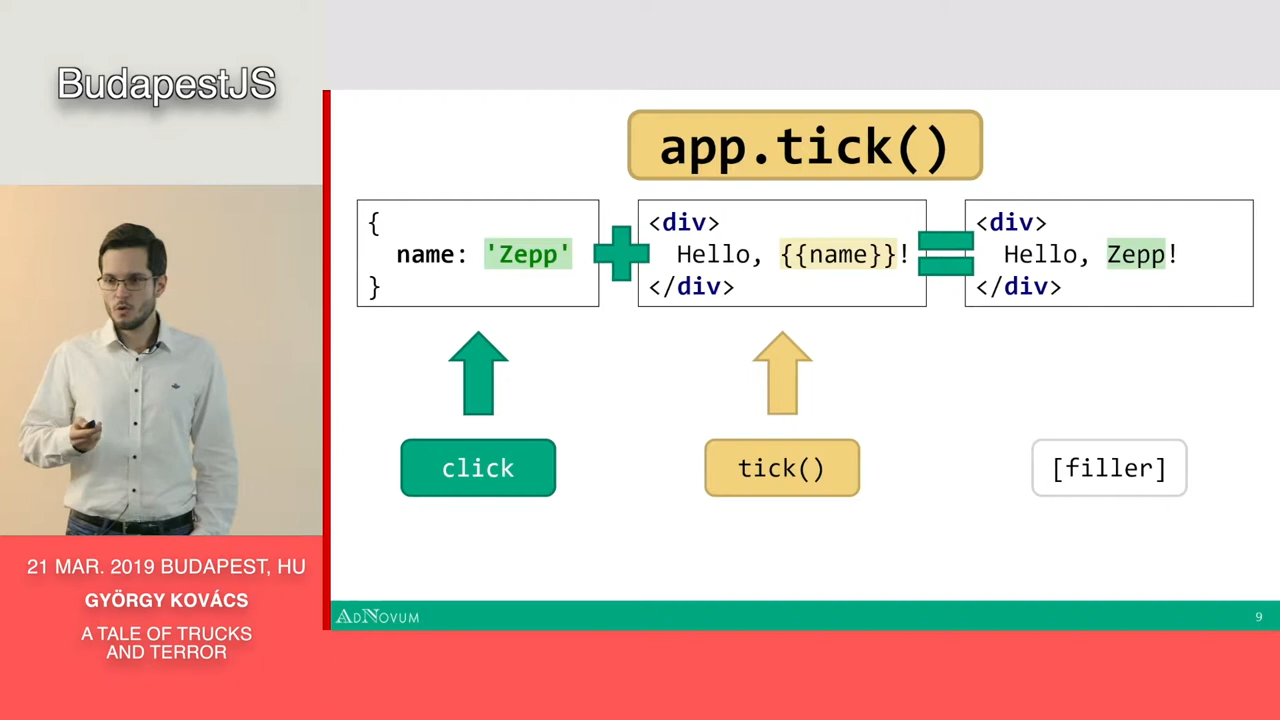 BudapestJS
app.tick()
{
name: 'Zepp'
}
<div>
Hello, {{name}}!
</div>
<div>
Hello, Zepp!
</div>
click
tick()
[filler]
21 MAR. 2019 BUDAPEST, HU
GYÖRGY KOVÁCS
A TALE OF TRUCKS
AND TERROR
ADNOVUM
9